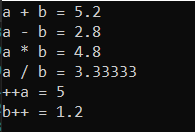 a + b = 5.2
a - b = 2.8
a * b = 4.8
a / b = 3.33333
++a = 5
b++ = 1.2